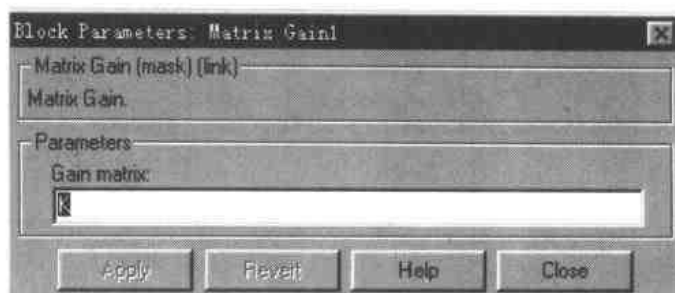 Block Parameters: Matrix Gain1
Matrix Gain (mask) (link)
Matrix Gain.
Parameters
Gain matrix:
K
Apply
Revert
Help
Close